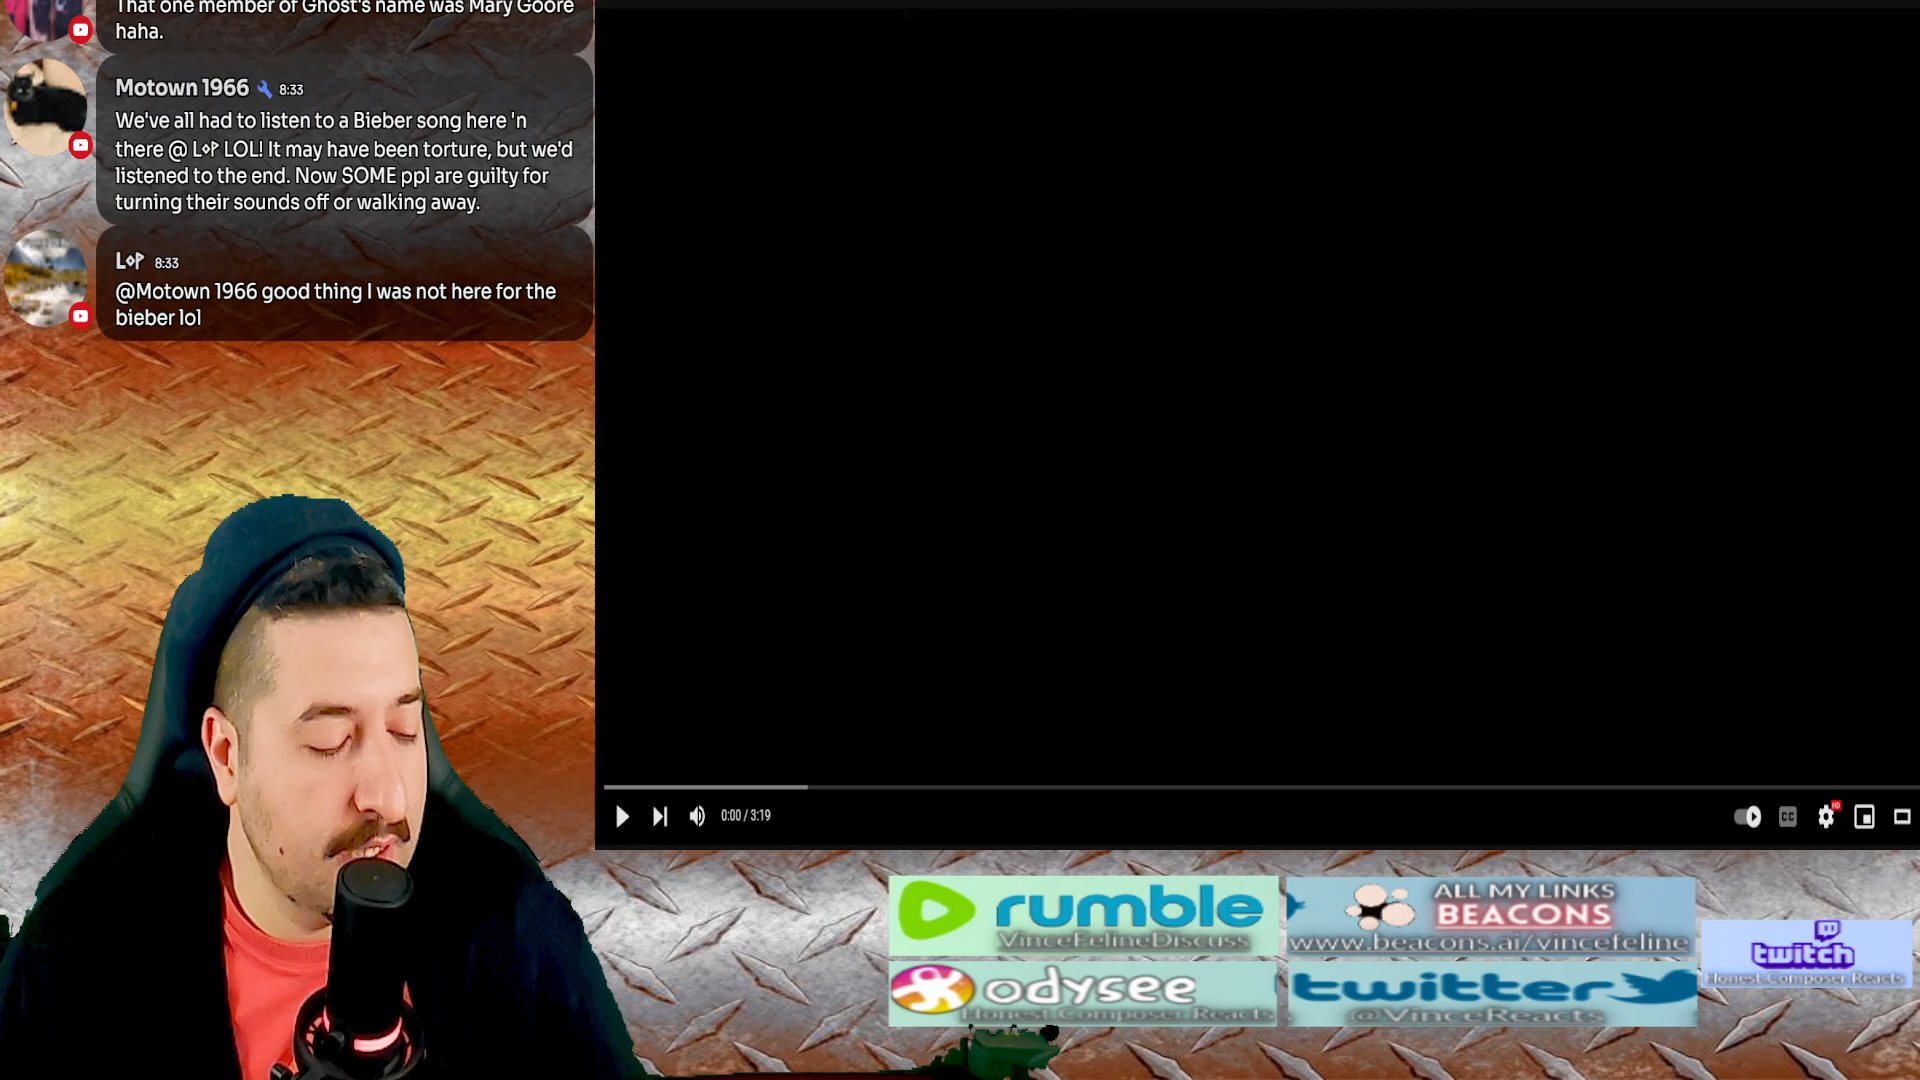 That one member of Ghost's name was Mary Goore
haha.
Motown 1966 8:33
We've all had to listen to a Bieber song here 'n
there @ LᛜP LOL! It may have been torture, but we'd
listened to the end. Now SOME ppl are guilty for
turning their sounds off or walking away.
LᛜP 8:33
@Motown 1966 good thing I was not here for the
bieber lol
0:00 / 3:19
CC
HD
rumble
VinceFelineDiscuss
ALL MY LINKS
BEACONS
www.beacons.ai/vincefeline
twitch
Honest Composer Reacts
odysee
Honest Composer Reacts
twitter
@VinceReacts